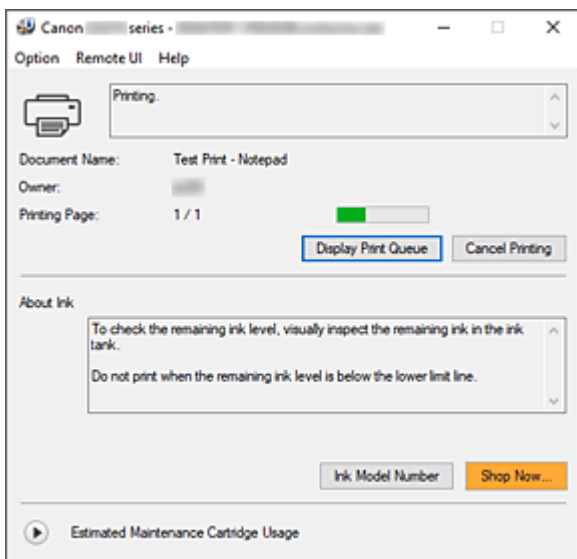 Canon series -
Option Remote UI Help
Printing.
Document Name: Test Print - Notepad
Owner:
Printing Page: 1 / 1
Display Print Queue Cancel Printing
About Ink
To check the remaining ink level, visually inspect the remaining ink in the ink
tank.
Do not print when the remaining ink level is below the lower limit line.
Ink Model Number Shop Now...
Estimated Maintenance Cartridge Usage